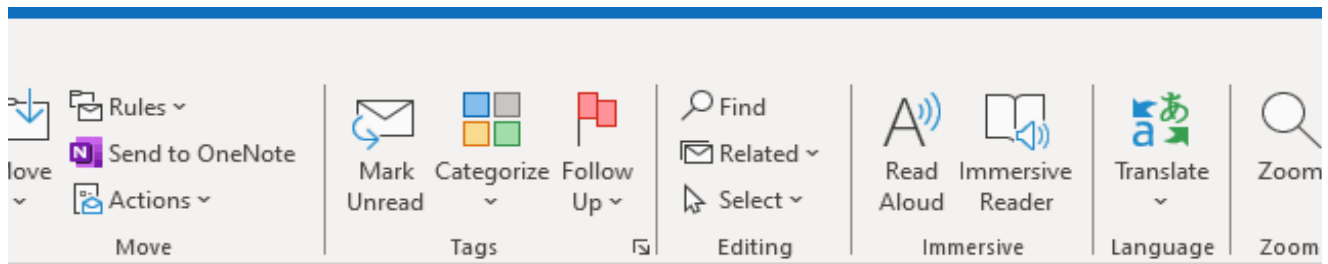 Rules
Send to OneNote
Actions
Move
Mark
Unread
Categorize
Follow
Up
Tags
Find
Related
Select
Editing
Read
Aloud
Immersive
Reader
Immersive
a あ
Translate
Language
Zoom
Zoom